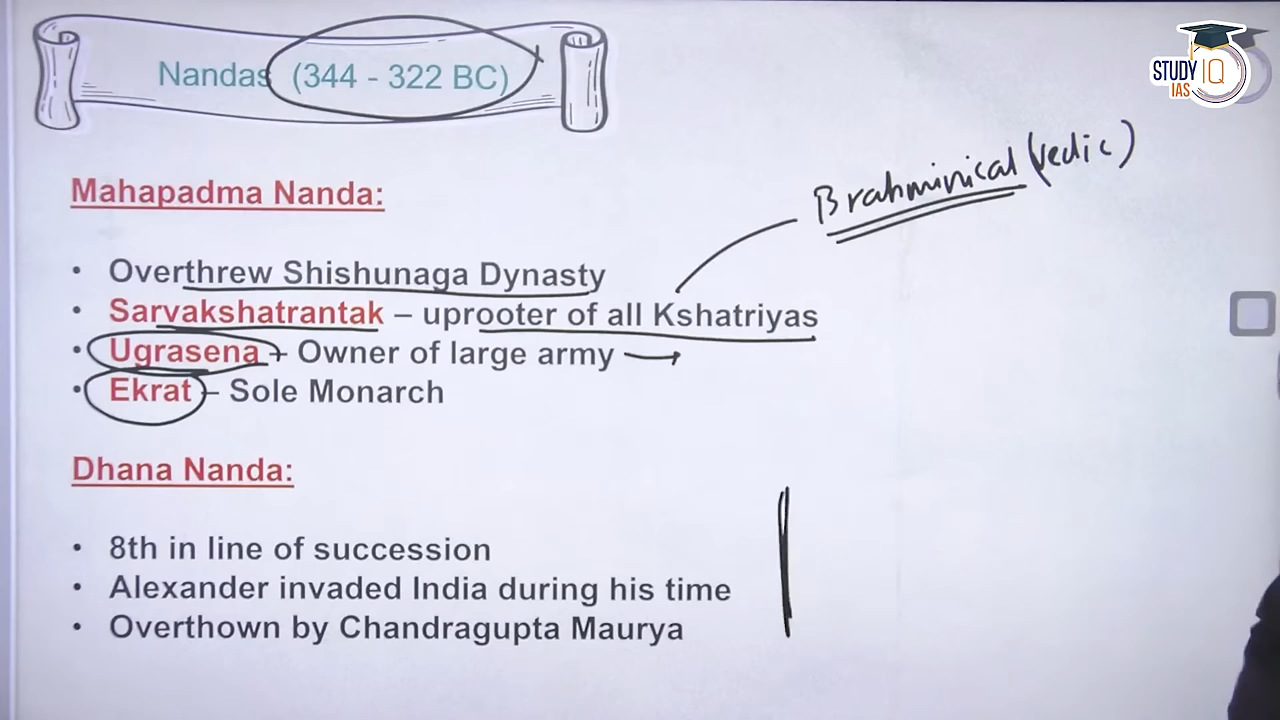 Nandas (344 - 322 BC)
STUDY IQ
IAS
Brahminical (vedic)
Mahapadma Nanda:
• Overthrew Shishunaga Dynasty
• Sarvakshatrantak – uprooter of all Kshatriyas
• Ugrasena – Owner of large army
• Ekrat – Sole Monarch
Dhana Nanda:
• 8th in line of succession
• Alexander invaded India during his time
• Overthown by Chandragupta Maurya